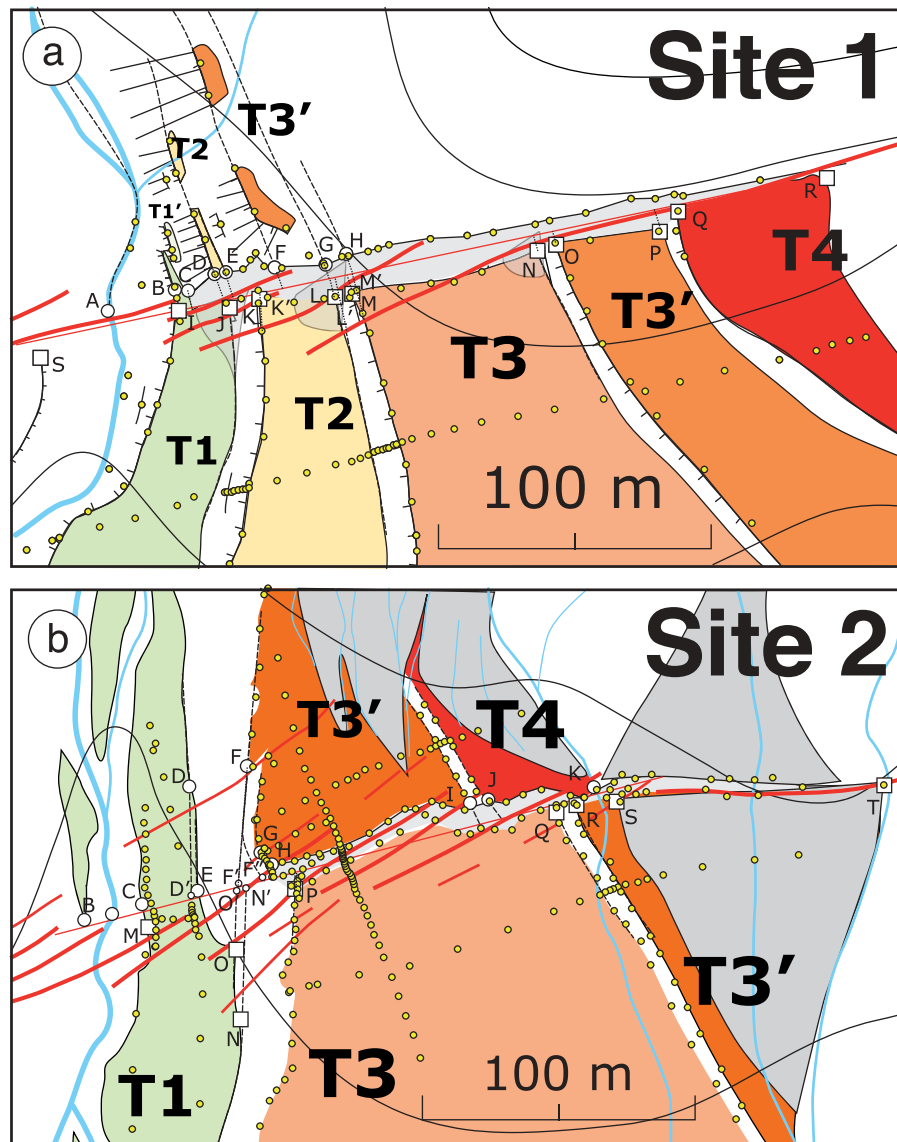 a
Site 1
T3′
T2
T1′
R
Q
H
G
F
E
D
C
B
A
P
O
N
T4
T3′
M′
M
L
L′
K′
K
J
I
S
T3
T2
T1
100 m
b
Site 2
T3′
T4
F
D
K
J
I
T
S
R
Q
G
H
F″
F′
E
D′
C
B
N′
O′
P
M
O
N
T3′
T3
T1
100 m